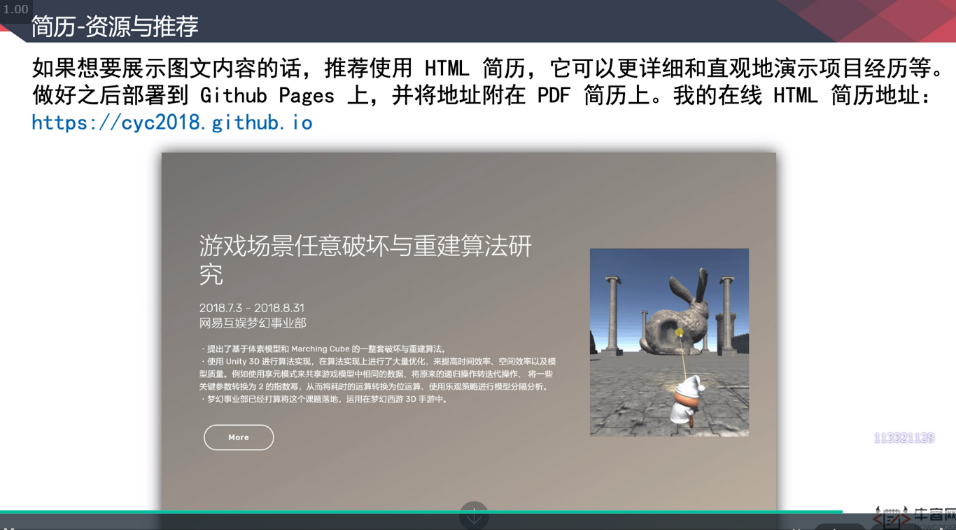 1.00
简历-资源与推荐
如果想要展示图文内容的话，推荐使用 HTML 简历，它可以更详细和直观地演示项目经历等。
做好之后部署到 Github Pages 上，并将地址附在 PDF 简历上。我的在线 HTML 简历地址：
https://cyc2018.github.io
游戏场景任意破坏与重建算法研
究
2018.7.3 - 2018.8.31
网易互娱梦幻事业部
· 提出了基于体素模型和 Marching Cube 的一整套破坏与重建算法。
· 使用 Unity 3D 进行算法实现，在算法实现上进行了大量优化，来提高时间效率、空间效率以及模
型质量。例如使用享元模式来共享游戏模型中相同的数据、将原来的递归操作转迭代操作、 将一些
关键参数转换为 2 的指数幂，从而将耗时的运算转换为位运算、使用乐观策略进行模型分隔分析。
· 梦幻事业部已经打算将这个课题落地，运用在梦幻西游 3D 手游中。
More